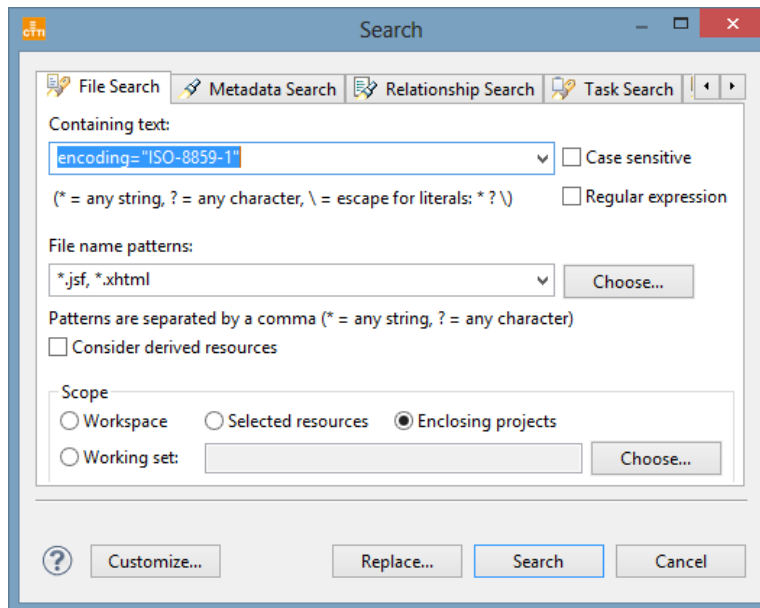 CTTI
Search
File Search Metadata Search Relationship Search Task Search
Containing text:
encoding="ISO-8859-1" Case sensitive
(* = any string, ? = any character, \ = escape for literals: * ? \) Regular expression
File name patterns:
*.jsf, *.xhtml Choose...
Patterns are separated by a comma (* = any string, ? = any character)
Consider derived resources
Scope
Workspace Selected resources Enclosing projects
Working set: Choose...
? Customize... Replace... Search Cancel